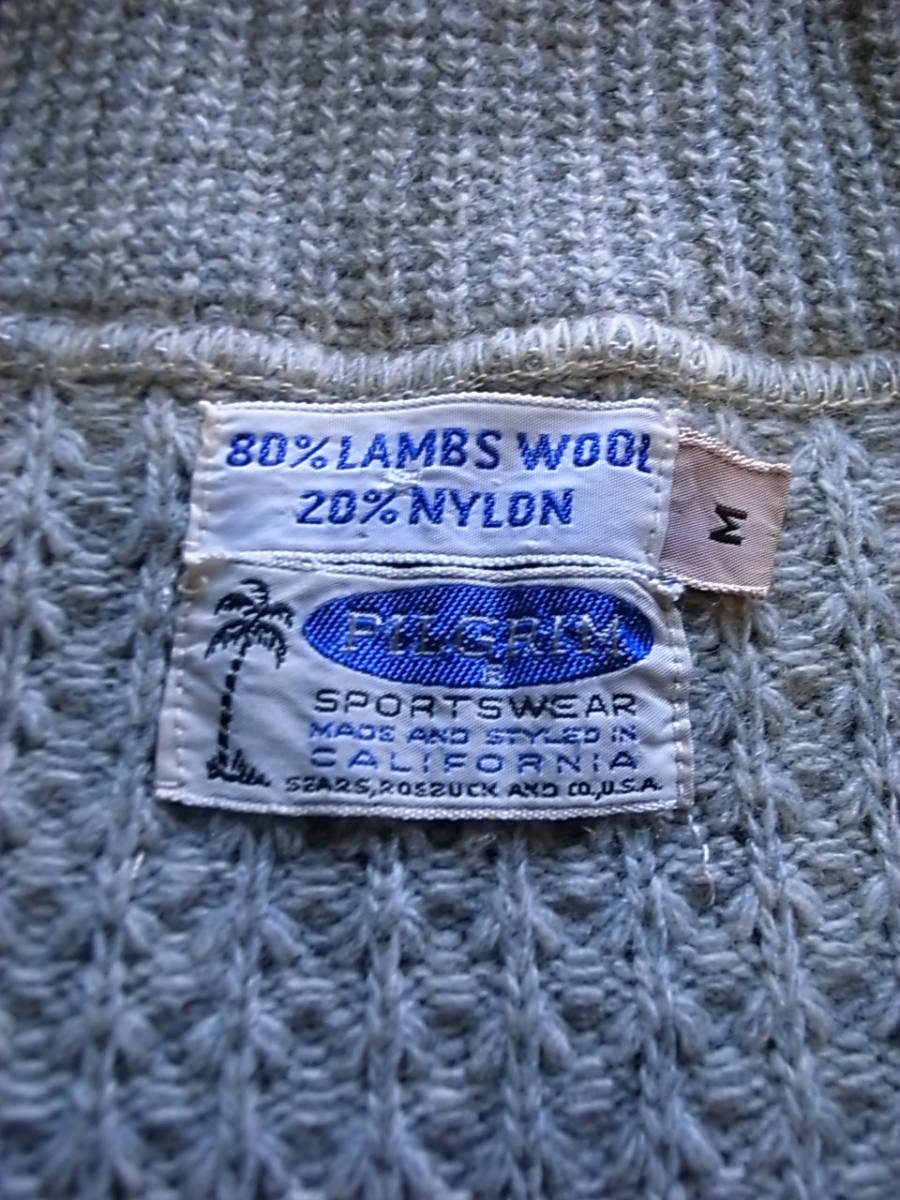 80% LAMBS WOOL
20% NYLON
M
PILGRIM
R
SPORTSWEAR
MADE AND STYLED IN
CALIFORNIA
SEARS, ROEBUCK AND CO., U.S.A.